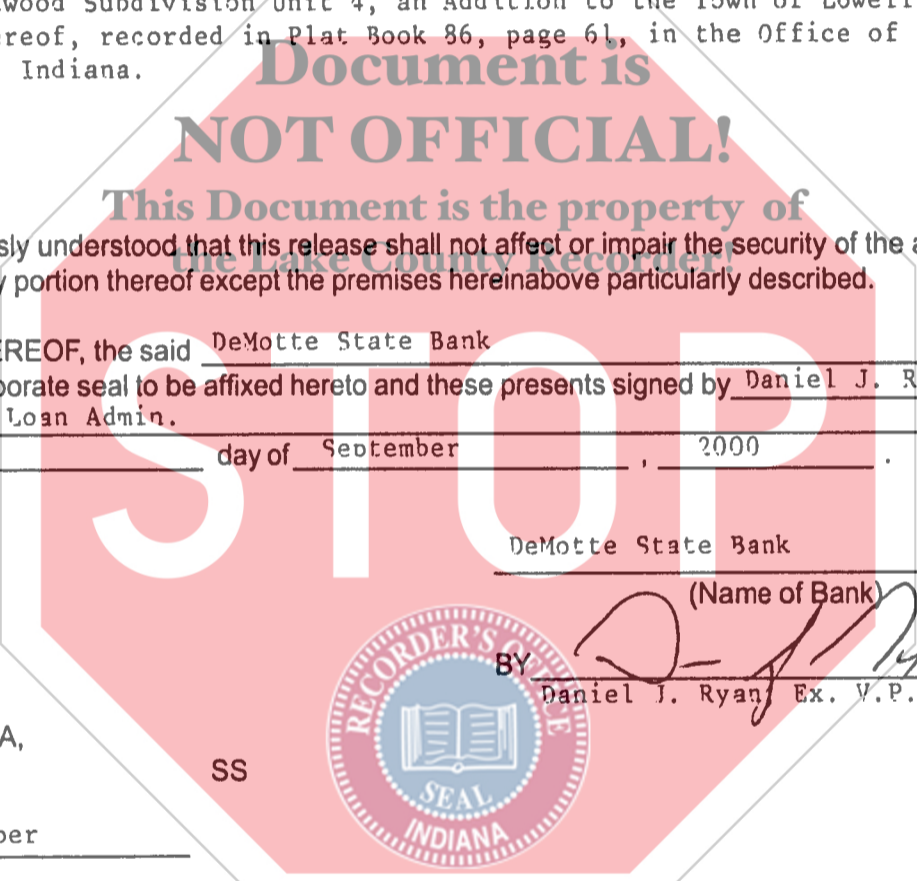 wood Subdivision Unit 4, an Addition to the Town of Lowell
ereof, recorded in Plat Book 86, page 61, in the Office of
Indiana.
Document is
NOT OFFICIAL!
This Document is the property of
the Lake County Recorder!
sly understood that this release shall not affect or impair the security of the a
y portion thereof except the premises hereinabove particularly described.
EREOF, the said DeMotte State Bank
porate seal to be affixed hereto and these presents signed by Daniel J. R
Loan Admin.
day of September , 2000 .
STOP
DeMotte State Bank
(Name of Bank)
BY
Daniel J. Ryan, Ex. V.P.
RECORDER'S OFFICE
SEAL
INDIANA
A,
SS
ber